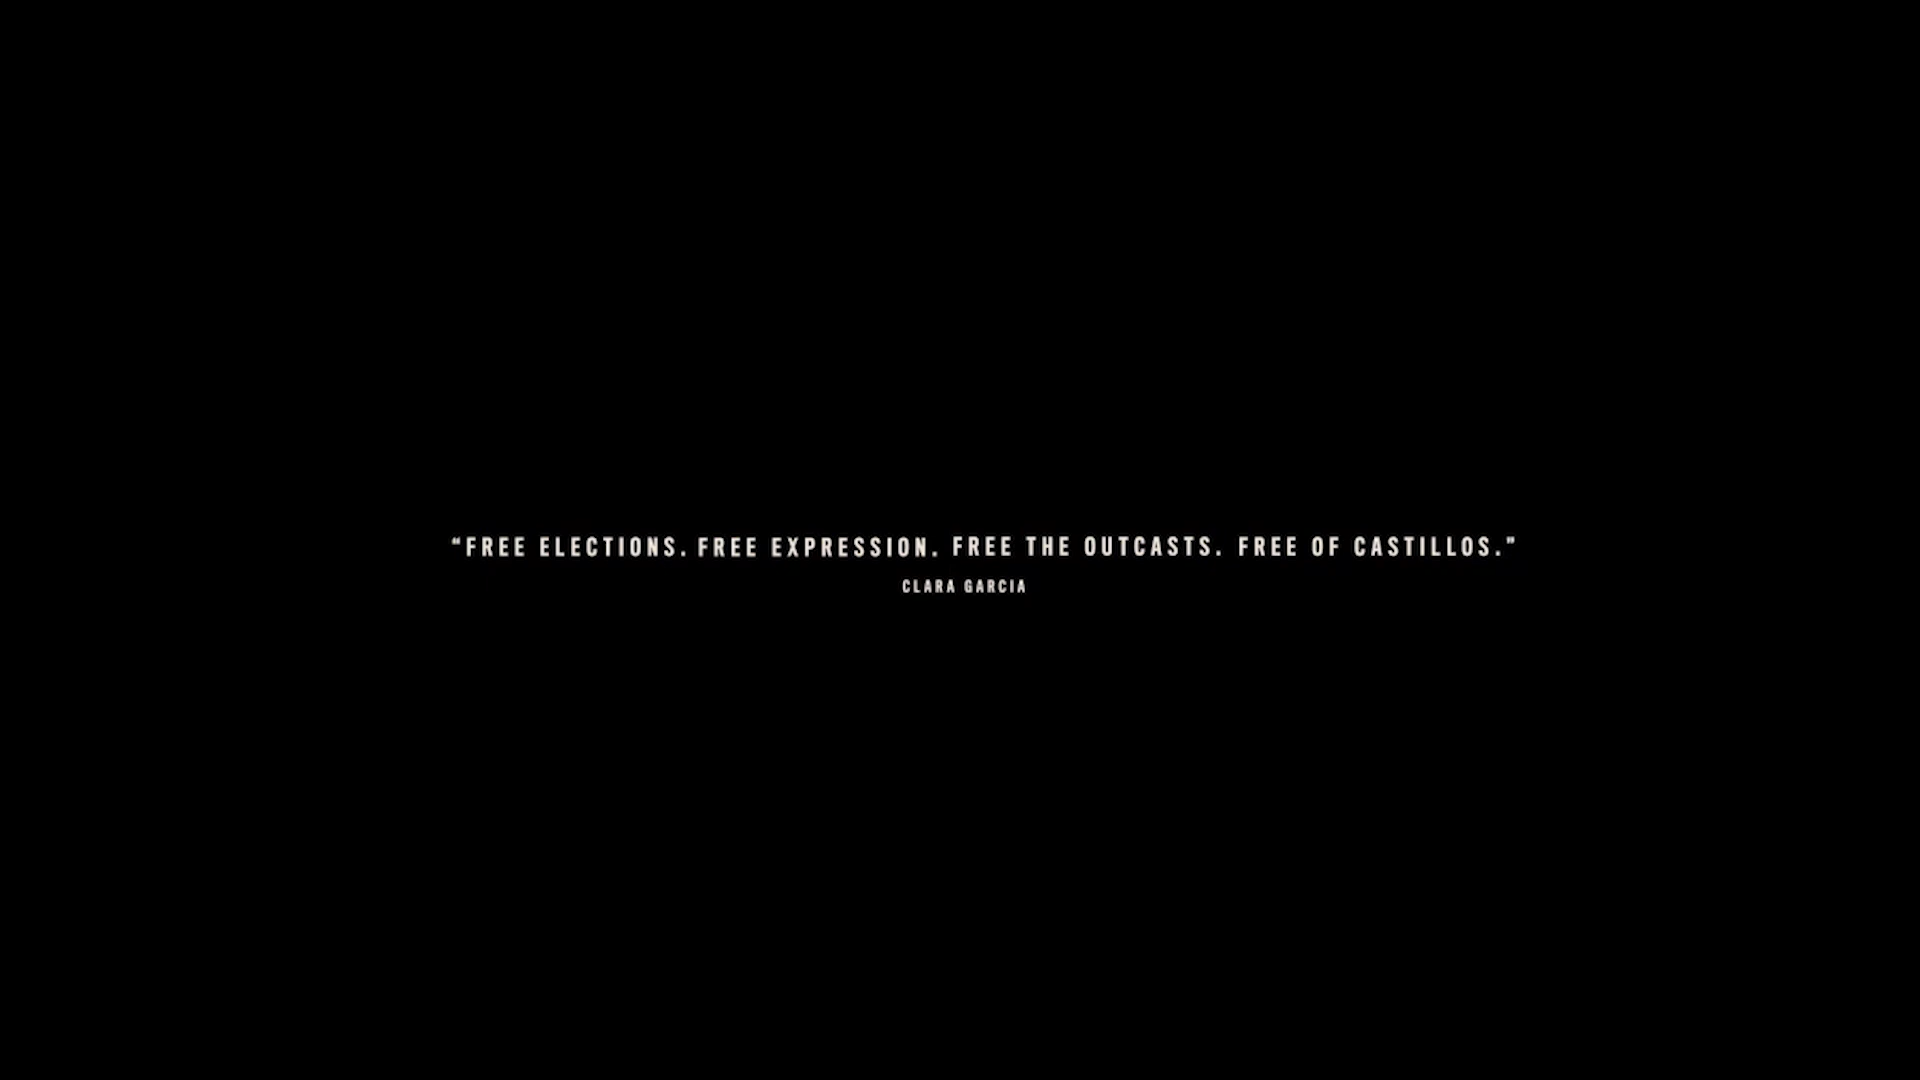 “FREE ELECTIONS. FREE EXPRESSION. FREE THE OUTCASTS. FREE OF CASTILLOS.”
CLARA GARCIA